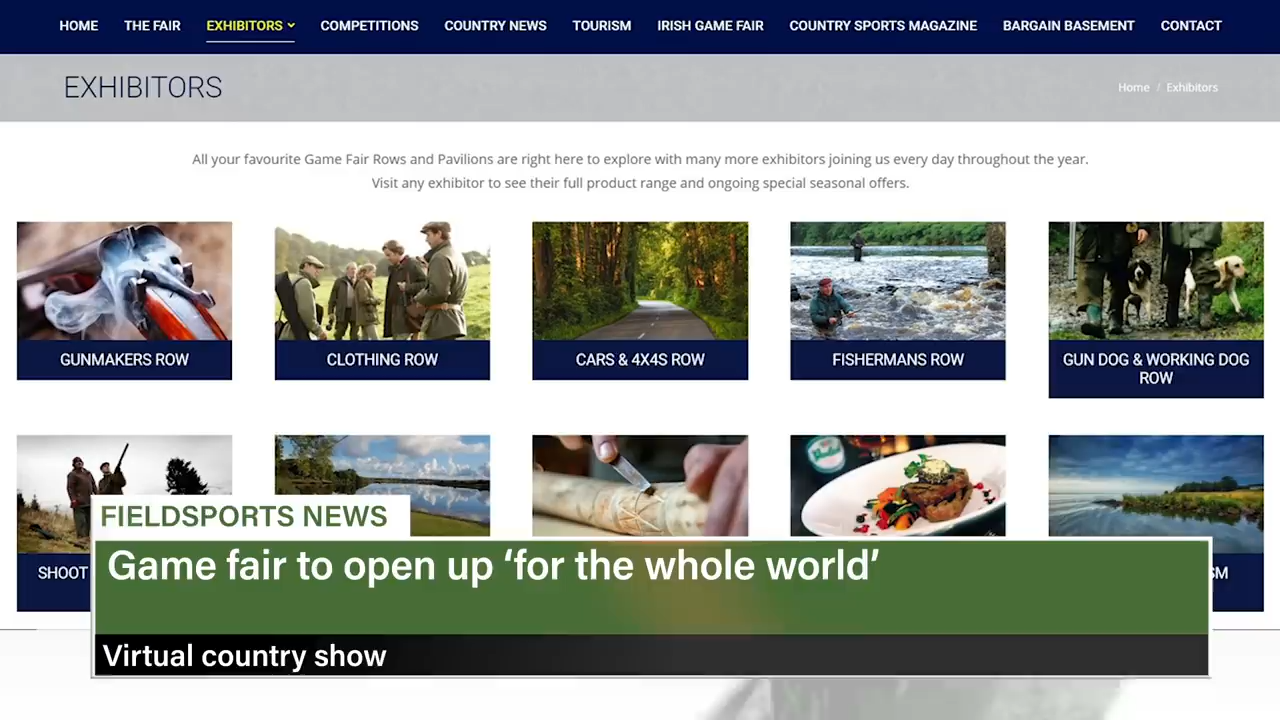 HOME THE FAIR EXHIBITORS COMPETITIONS COUNTRY NEWS TOURISM IRISH GAME FAIR COUNTRY SPORTS MAGAZINE BARGAIN BASEMENT CONTACT
EXHIBITORS
Home / Exhibitors
All your favourite Game Fair Rows and Pavilions are right here to explore with many more exhibitors joining us every day throughout the year.
Visit any exhibitor to see their full product range and ongoing special seasonal offers.
GUNMAKERS ROW
CLOTHING ROW
CARS & 4X4S ROW
FISHERMANS ROW
GUN DOG & WORKING DOG
ROW
SHOOT
FIELDSPORTS NEWS
Game fair to open up ‘for the whole world’
Virtual country show